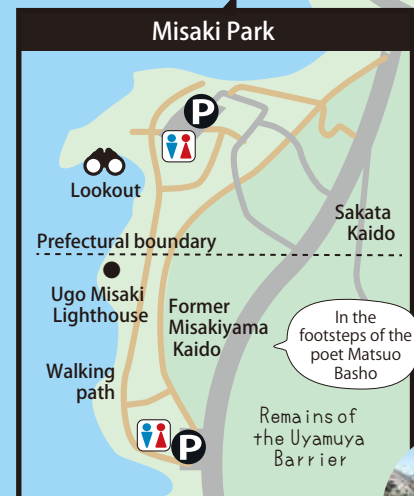 Misaki Park
P
Lookout
Sakata
Kaido
Prefectural boundary
Ugo Misaki
Lighthouse
Former
Misakiyama
Kaido
In the
footsteps of the
poet Matsuo
Basho
Walking
path
Remains of
the Uyamuya
Barrier
P